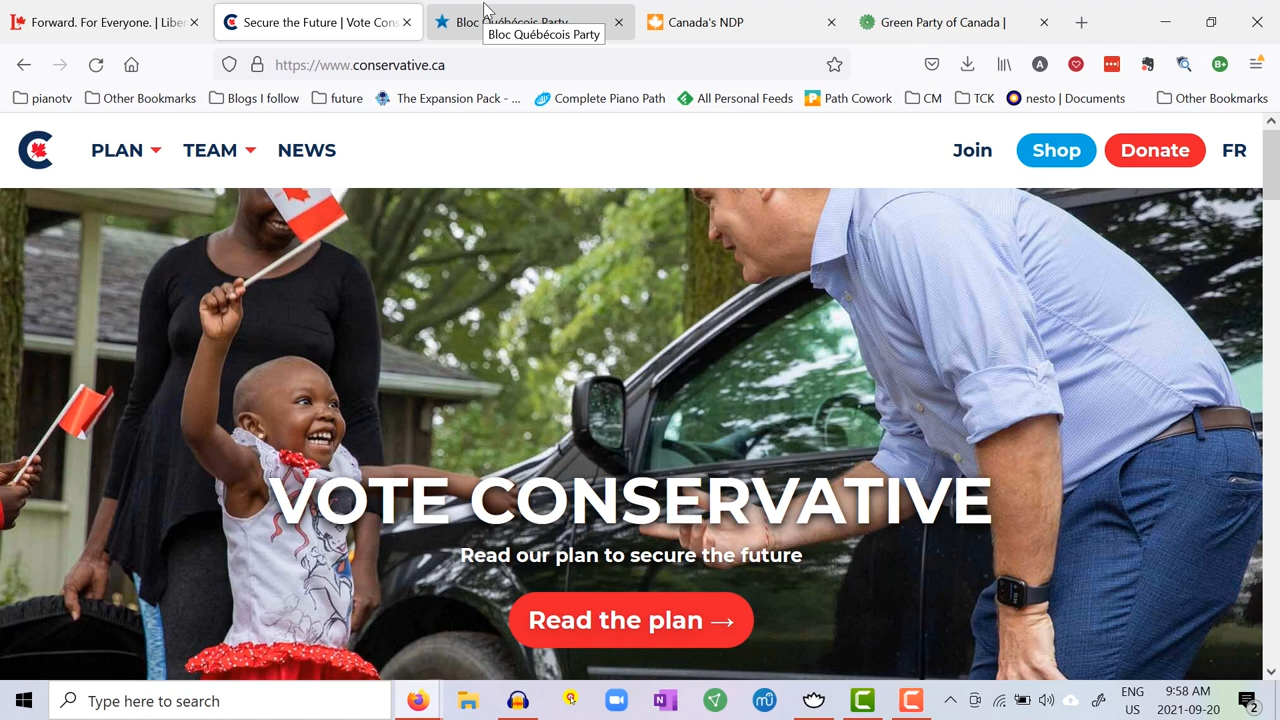 Forward. For Everyone. | Liber
Secure the Future | Vote Cons
Bloc Québécois Party
Canada's NDP
Green Party of Canada |
Bloc Québécois Party
https://www.conservative.ca
pianotv
Other Bookmarks
Blogs I follow
future
The Expansion Pack - ...
Complete Piano Path
All Personal Feeds
Path Cowork
CM
TCK
nesto | Documents
Other Bookmarks
PLAN
TEAM
NEWS
Join
Shop
Donate
FR
VOTE CONSERVATIVE
Read our plan to secure the future
Read the plan →
Type here to search
ENG
US
9:58 AM
2021-09-20
2